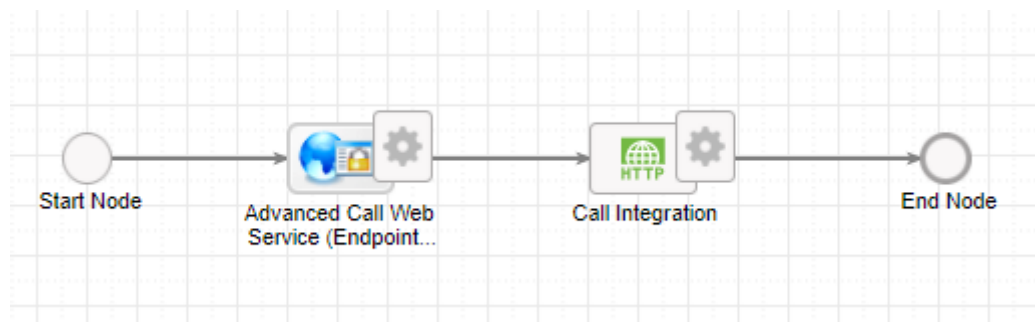 HTTP
Start Node
Advanced Call Web
Service (Endpoint...
Call Integration
End Node